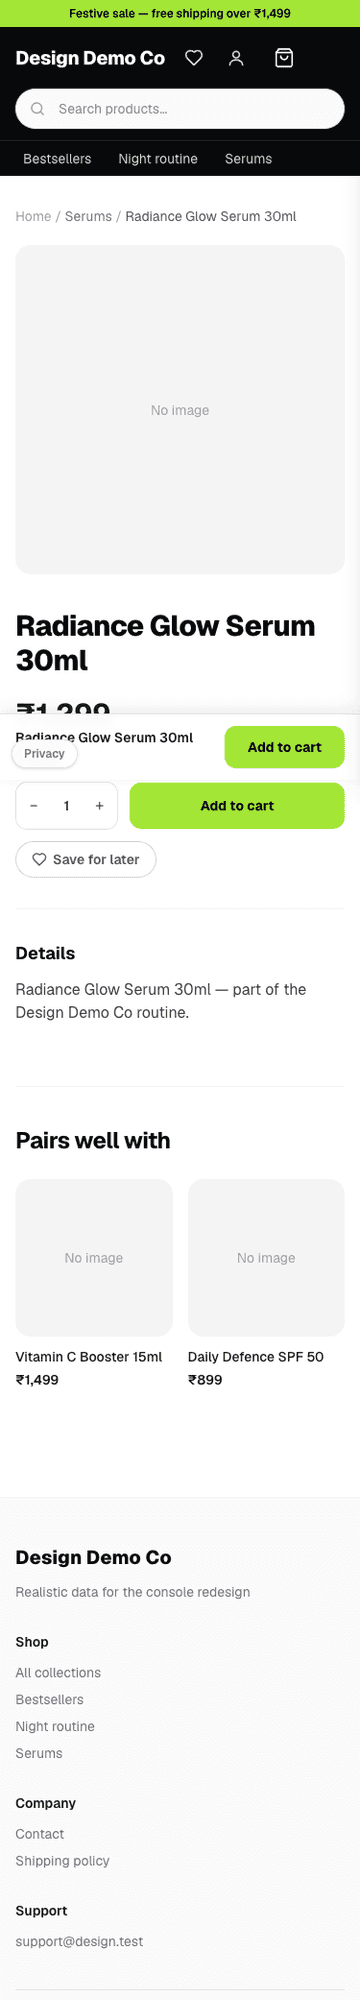 Festive sale — free shipping over ₹1,499
Design Demo Co
Search products...
Bestsellers Night routine Serums
Home / Serums / Radiance Glow Serum 30ml
No image
Radiance Glow Serum
30ml
₹1,299
Radiance Glow Serum 30ml
Add to cart
Privacy
− 1 +
Add to cart
Save for later
Details
Radiance Glow Serum 30ml — part of the
Design Demo Co routine.
Pairs well with
No image
No image
Vitamin C Booster 15ml
₹1,499
Daily Defence SPF 50
₹899
Design Demo Co
Realistic data for the console redesign
Shop
All collections
Bestsellers
Night routine
Serums
Company
Contact
Shipping policy
Support
support@design.test